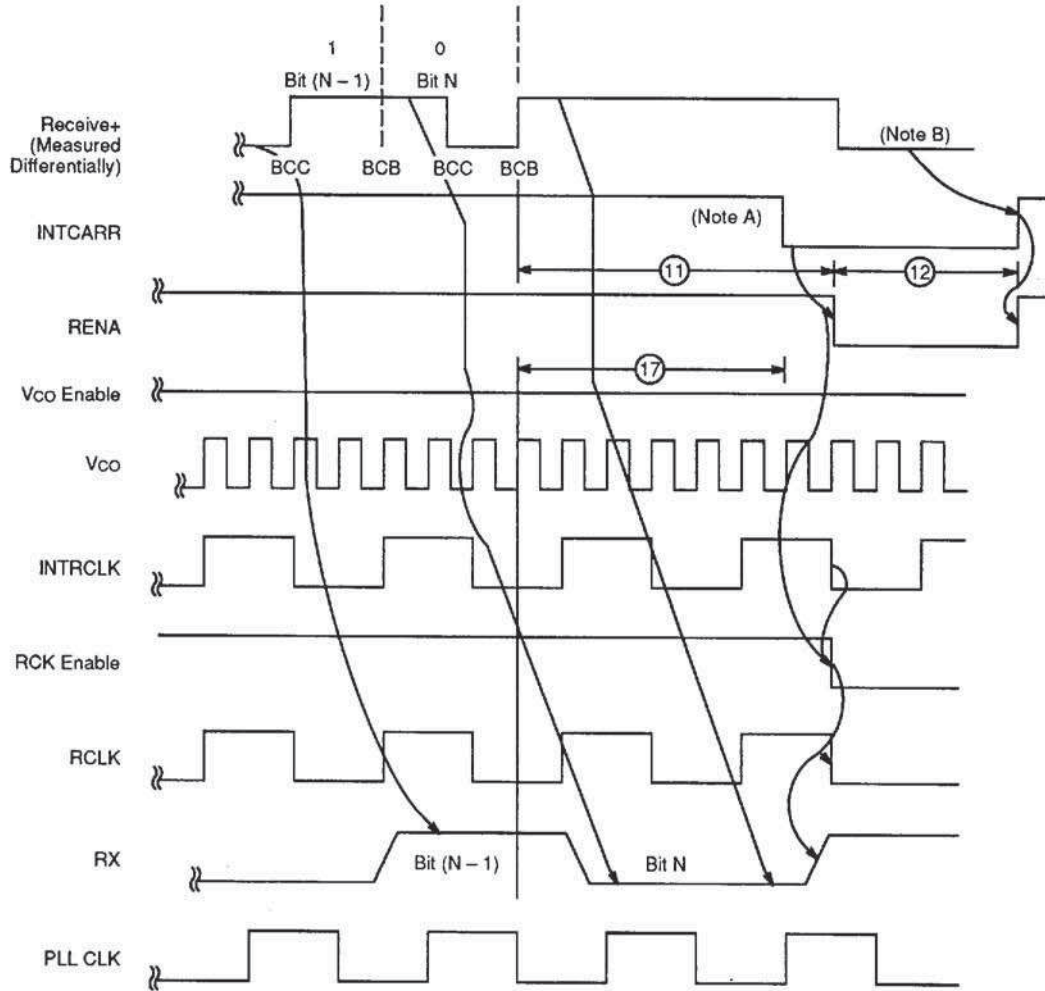 1 0
Bit (N – 1) Bit N
Receive+
(Measured
Differentially)
(Note B)
BCC BCB BCC BCB
INTCARR
(Note A)
11 12
RENA
17
VCO Enable
VCO
INTRCLK
RCK Enable
RCLK
RX
Bit (N – 1) Bit N
PLL CLK